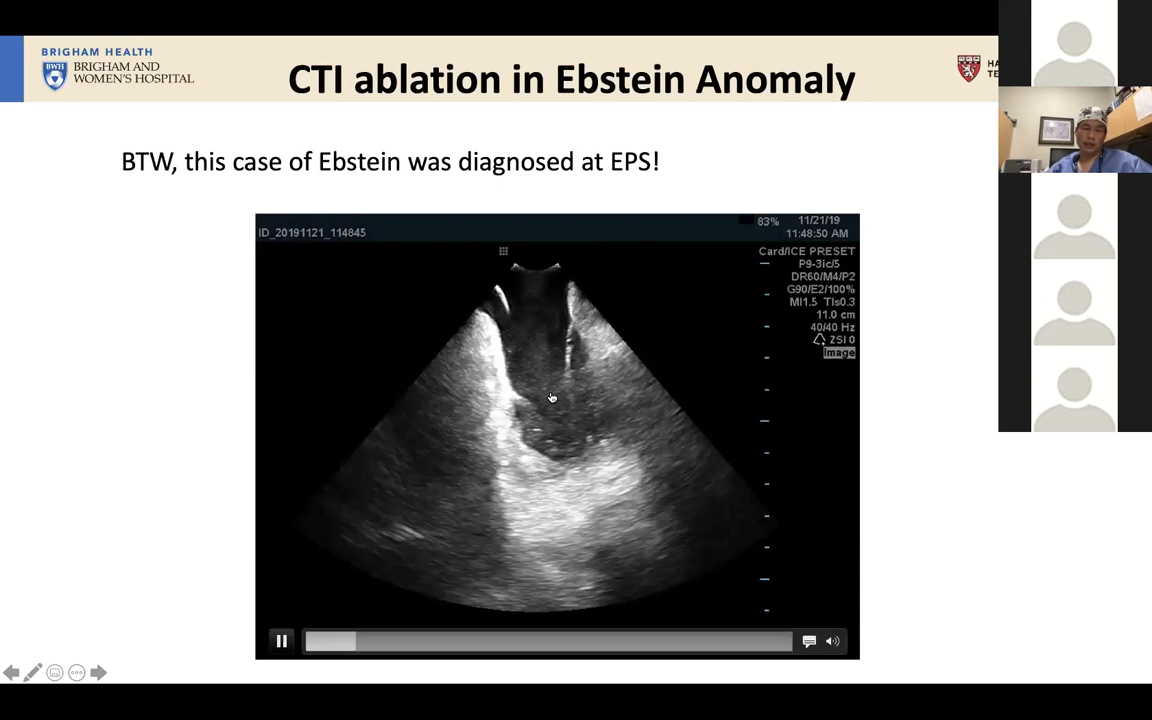 BRIGHAM HEALTH
BWH
BRIGHAM AND
WOMEN'S HOSPITAL
CTI ablation in Ebstein Anomaly
BTW, this case of Ebstein was diagnosed at EPS!
ID_20191121_114845
83%
11/21/19
11:48:50 AM
Card/ICE PRESET
P9-3ic/5
DR60/M4/P2
G90/E2/100%
MI1.5 TIs0.3
11.0 cm
40/40 Hz
ZSI 0
Image